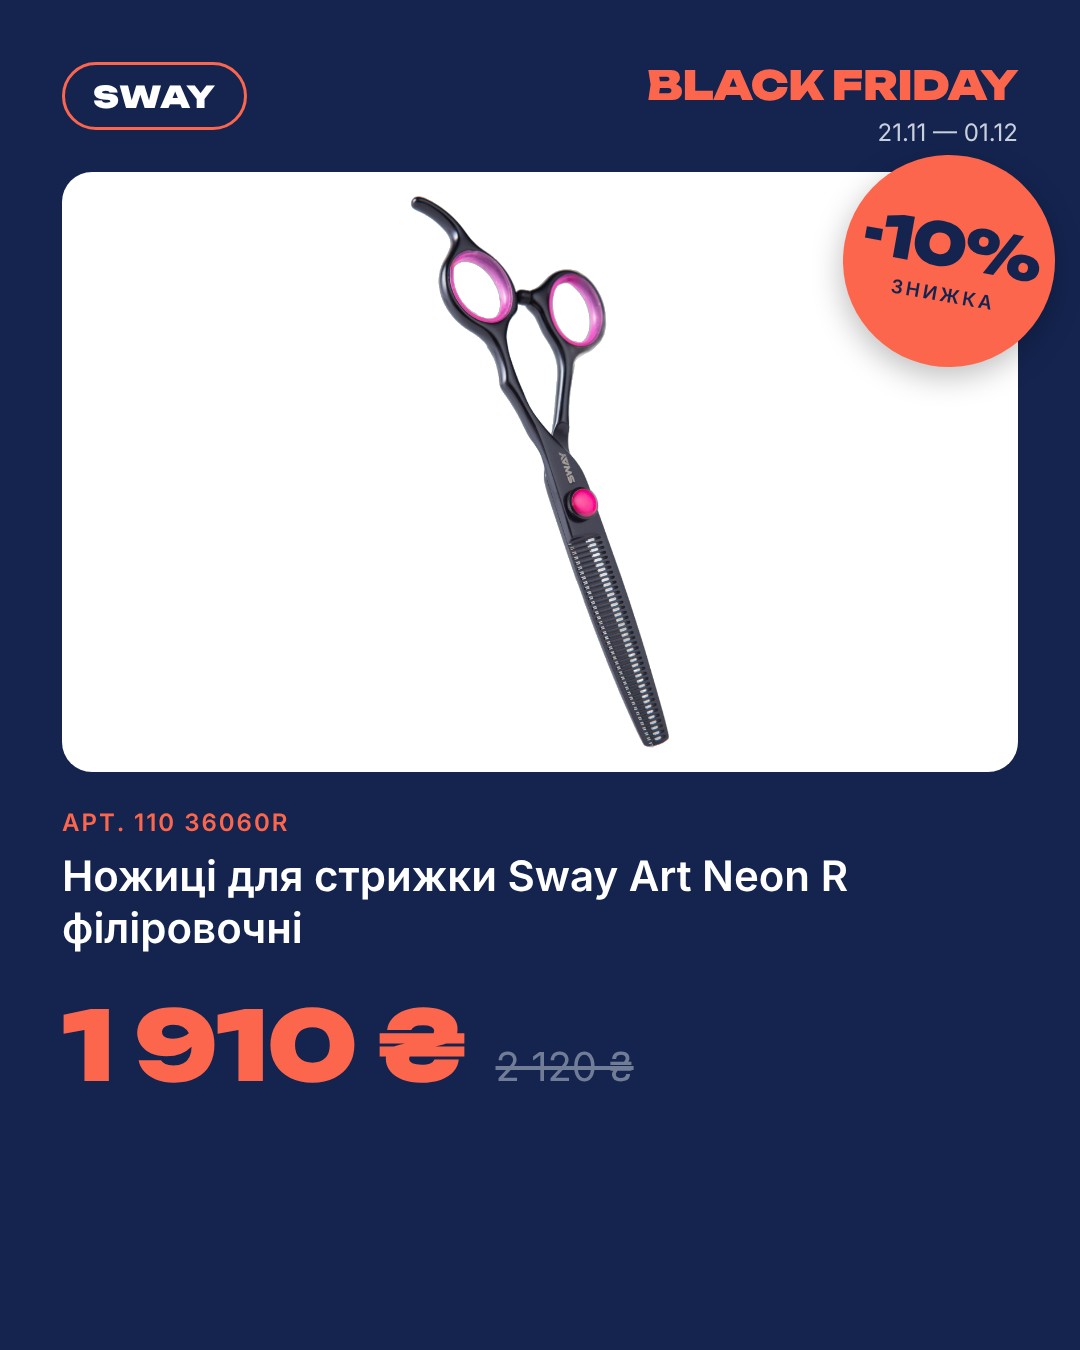 SWAY
BLACK FRIDAY
21.11 — 01.12
-10%
ЗНИЖКА
SWAY
АРТ. 110 36060R
Ножиці для стрижки Sway Art Neon R
філіровочні
1 910 ₴
2 120 ₴